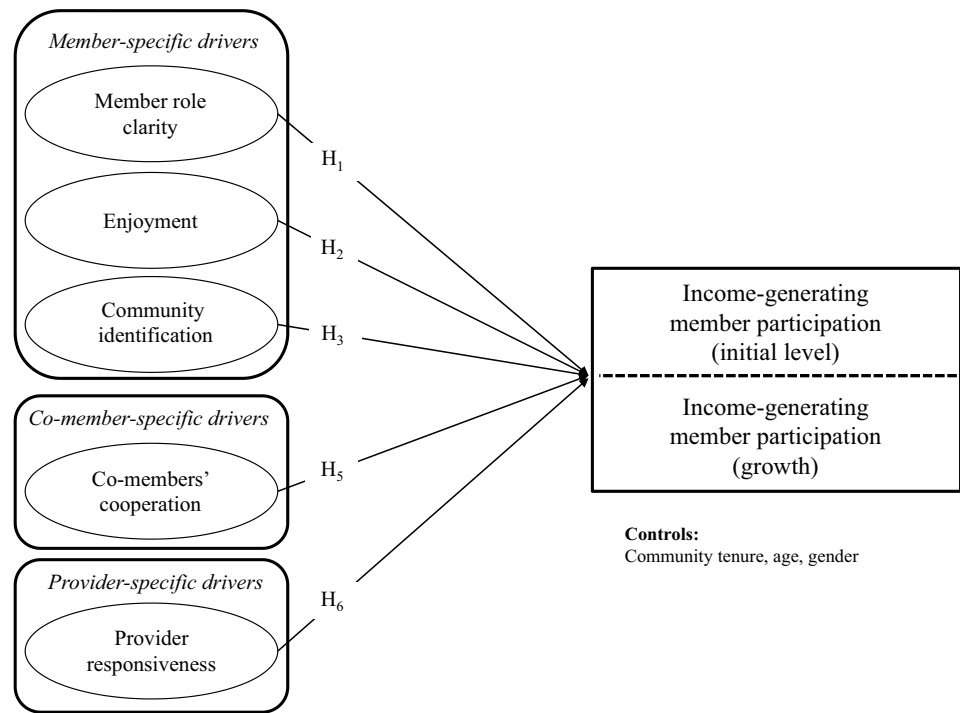 Member-specific drivers
Member role
clarity
Enjoyment
Community
identification
Co-member-specific drivers
Co-members’
cooperation
Provider-specific drivers
Provider
responsiveness
H₁
H₂
H₃
H₅
H₆
Income-generating
member participation
(initial level)
Income-generating
member participation
(growth)
Controls:
Community tenure, age, gender